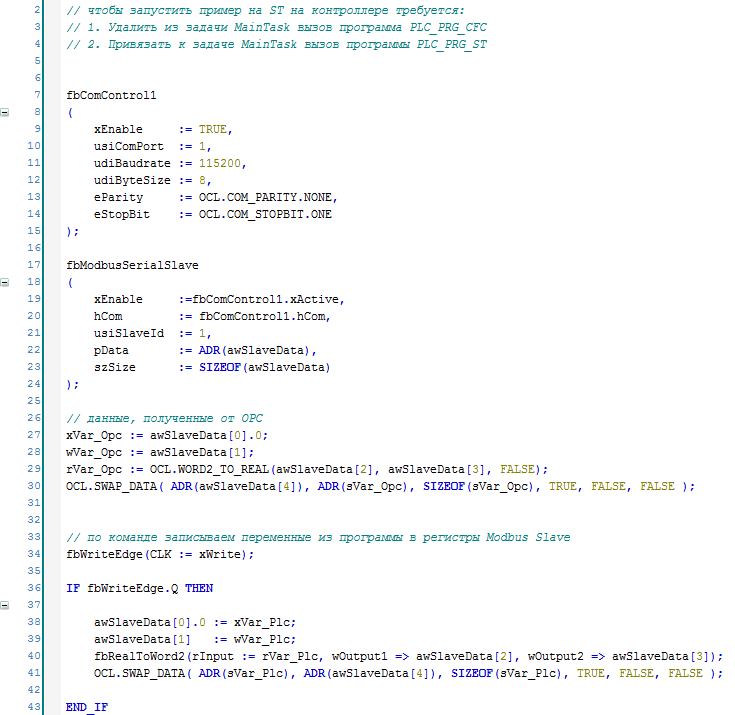 2 // чтобы запустить пример на ST на контроллере требуется:
3 // 1. Удалить из задачи MainTask вызов программа PLC_PRG_CFC
4 // 2. Привязать к задаче MainTask вызов программы PLC_PRG_ST
5
6
7 fbComControl1
8 (
9 xEnable := TRUE,
10 usiComPort := 1,
11 udiBaudrate := 115200,
12 udiByteSize := 8,
13 eParity := OCL.COM_PARITY.NONE,
14 eStopBit := OCL.COM_STOPBIT.ONE
15 );
16
17 fbModbusSerialSlave
18 (
19 xEnable :=fbComControl1.xActive,
20 hCom := fbComControl1.hCom,
21 usiSlaveId := 1,
22 pData := ADR(awSlaveData),
23 szSize := SIZEOF(awSlaveData)
24 );
25
26 // данные, полученные от OPC
27 xVar_Opc := awSlaveData[0].0;
28 wVar_Opc := awSlaveData[1];
29 rVar_Opc := OCL.WORD2_TO_REAL(awSlaveData[2], awSlaveData[3], FALSE);
30 OCL.SWAP_DATA( ADR(awSlaveData[4]), ADR(sVar_Opc), SIZEOF(sVar_Opc), TRUE, FALSE, FALSE );
31
32
33 // по команде записываем переменные из программы в регистры Modbus Slave
34 fbWriteEdge(CLK := xWrite);
35
36 IF fbWriteEdge.Q THEN
37
38 awSlaveData[0].0 := xVar_Plc;
39 awSlaveData[1] := wVar_Plc;
40 fbRealToWord2(rInput := rVar_Plc, wOutput1 => awSlaveData[2], wOutput2 => awSlaveData[3]);
41 OCL.SWAP_DATA( ADR(sVar_Plc), ADR(awSlaveData[4]), SIZEOF(sVar_Plc), TRUE, FALSE, FALSE );
42
43 END_IF